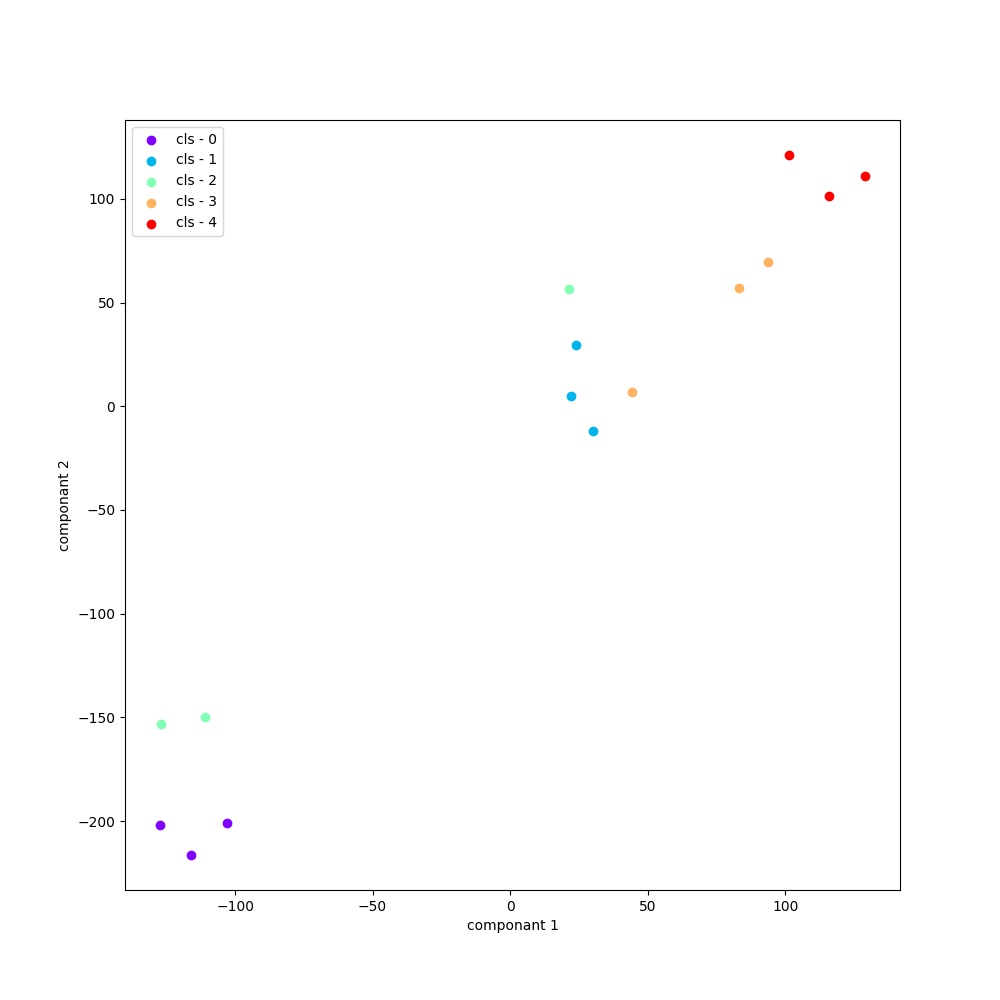 cls - 0
cls - 1
cls - 2
cls - 3
cls - 4
100
50
0
−50
−100
−150
−200
componant 2
−100
−50
0
50
100
componant 1